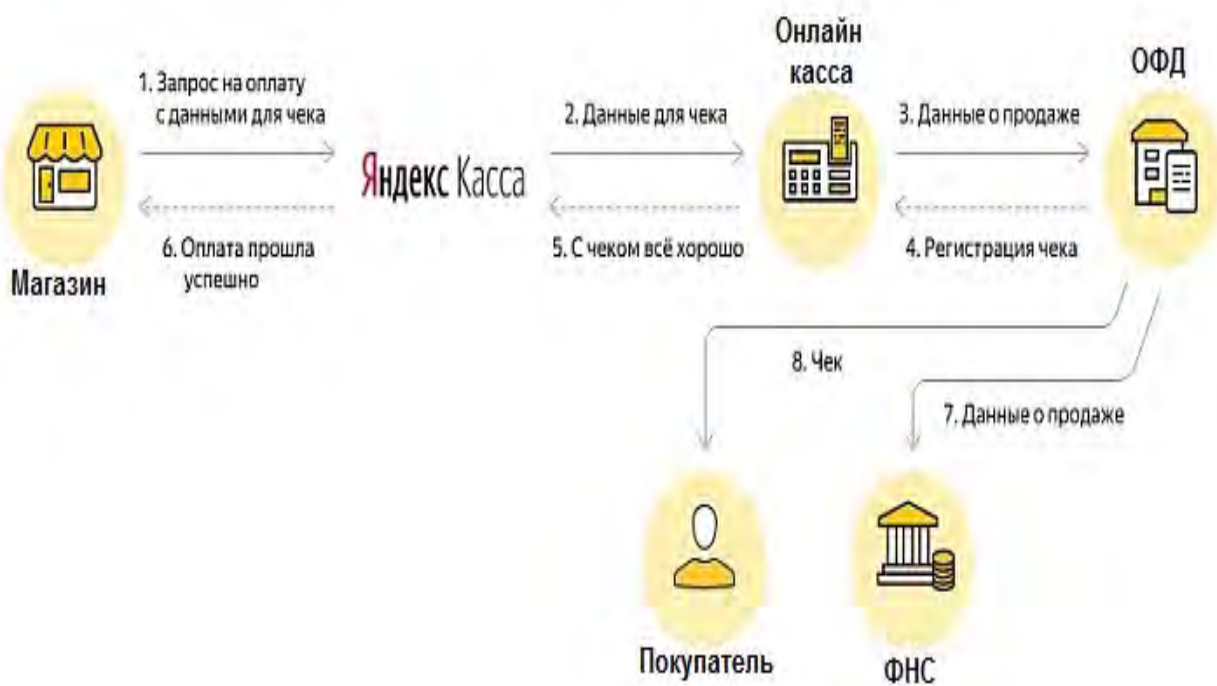 Онлайн
касса
ОФД
1. Запрос на оплату
с данными для чека
2. Данные для чека
3. Данные о продаже
Яндекс Касса
6. Оплата прошла
успешно
5. С чеком всё хорошо
4. Регистрация чека
Магазин
8. Чек
7. Данные о продаже
Покупатель
ФНС